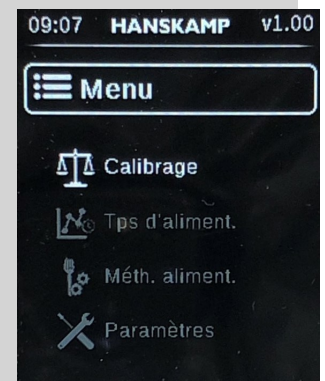 09:07 HANSKAMP v1.00
Menu
Calibrage
Tps d'aliment.
Méth. aliment.
Paramètres